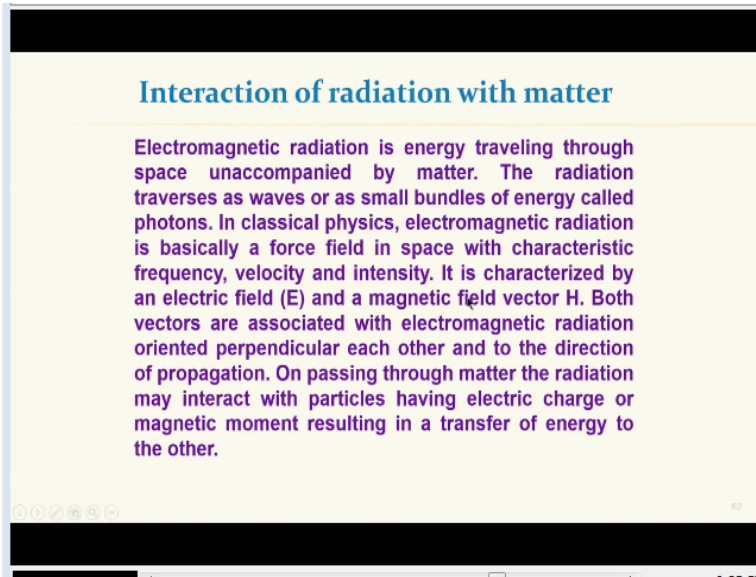 Interaction of radiation with matter
Electromagnetic radiation is energy traveling through
space unaccompanied by matter. The radiation
traverses as waves or as small bundles of energy called
photons. In classical physics, electromagnetic radiation
is basically a force field in space with characteristic
frequency, velocity and intensity. It is characterized by
an electric field (E) and a magnetic field vector H. Both
vectors are associated with electromagnetic radiation
oriented perpendicular each other and to the direction
of propagation. On passing through matter the radiation
may interact with particles having electric charge or
magnetic moment resulting in a transfer of energy to
the other.